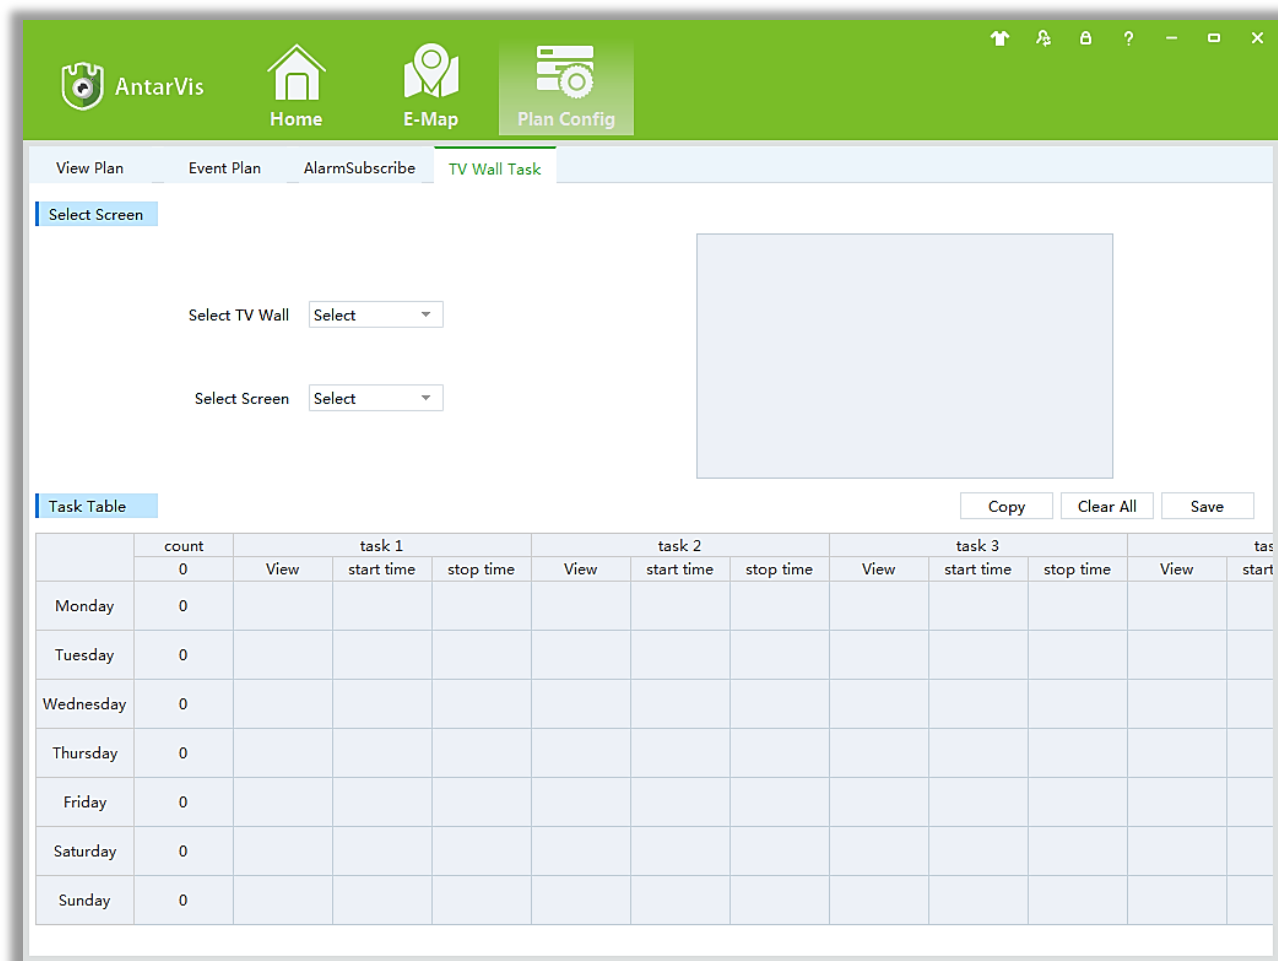 AntarVis
Home
E-Map
Plan Config
View Plan
Event Plan
AlarmSubscribe
TV Wall Task
Select Screen
Select TV Wall
Select
Select Screen
Select
Task Table
Copy
Clear All
Save
count task 1 task 2 task 3 tas
0 View start time stop time View start time stop time View start time stop time View start
Monday 0
Tuesday 0
Wednesday 0
Thursday 0
Friday 0
Saturday 0
Sunday 0